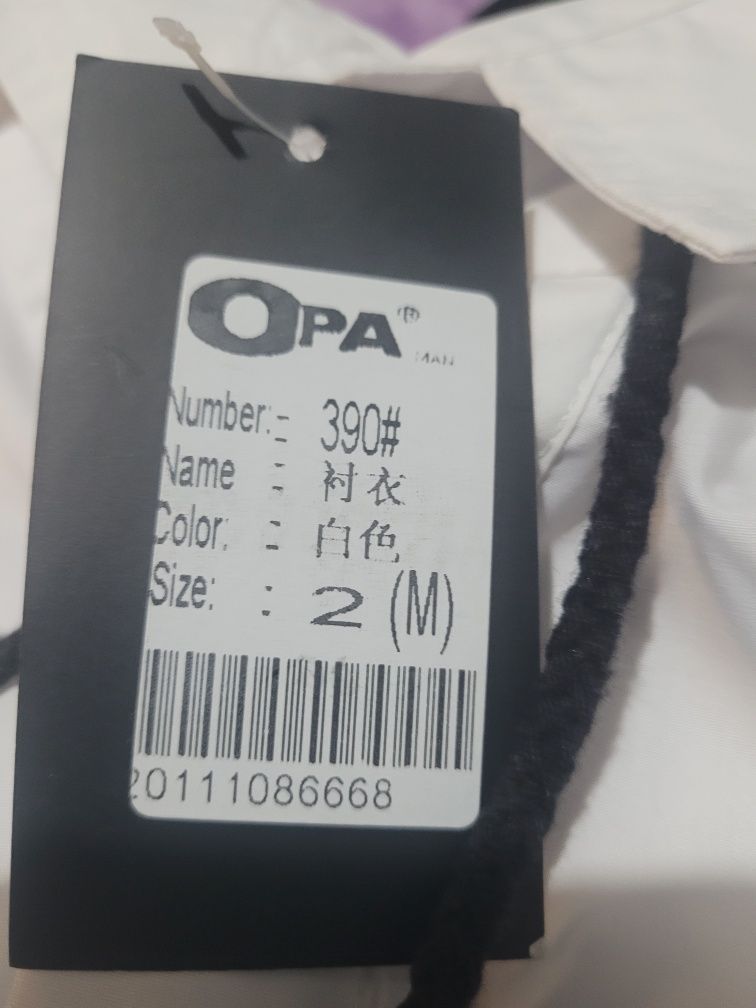 OPA® MAN
Number: 390#
Name : 衬衣
Color: : 白色
Size: : 2 (M)
20111086668